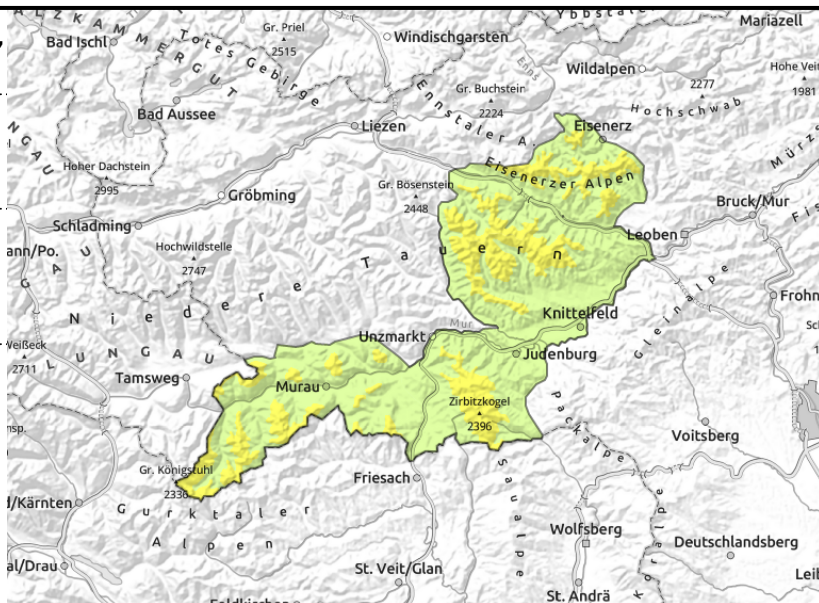 Mariazell
Gr. Priel
2515
Windischgarsten
Bad Ischl
Totes Gebirge
Wildalpen
2277
1981
Gr. Buchstein
2224
Enns
Ennstaler A.
Hochschwab
Bad Aussee
Liezen
Eisenerz
Eisenerzer Alpen
Hoher Dachstein
2995
Gröbming
Gr. Bösenstein
2448
Bruck/Mur
Schladming
Hochwildstelle
2747
Leoben
Niedere Tauern
Knittelfeld
Gleinalpe
Unzmarkt
Mur
Judenburg
2711
LUNGAU
Tamsweg
Murau
Zirbitzkogel
2396
Packalpe
Voitsberg
Gr. Königstuhl
2336
Friesach
Saualpe
Gurktaler
Alpen
Wolfsberg
Koralpe
Deutschlandsberg
St. Veit/Glan
St. Andrä